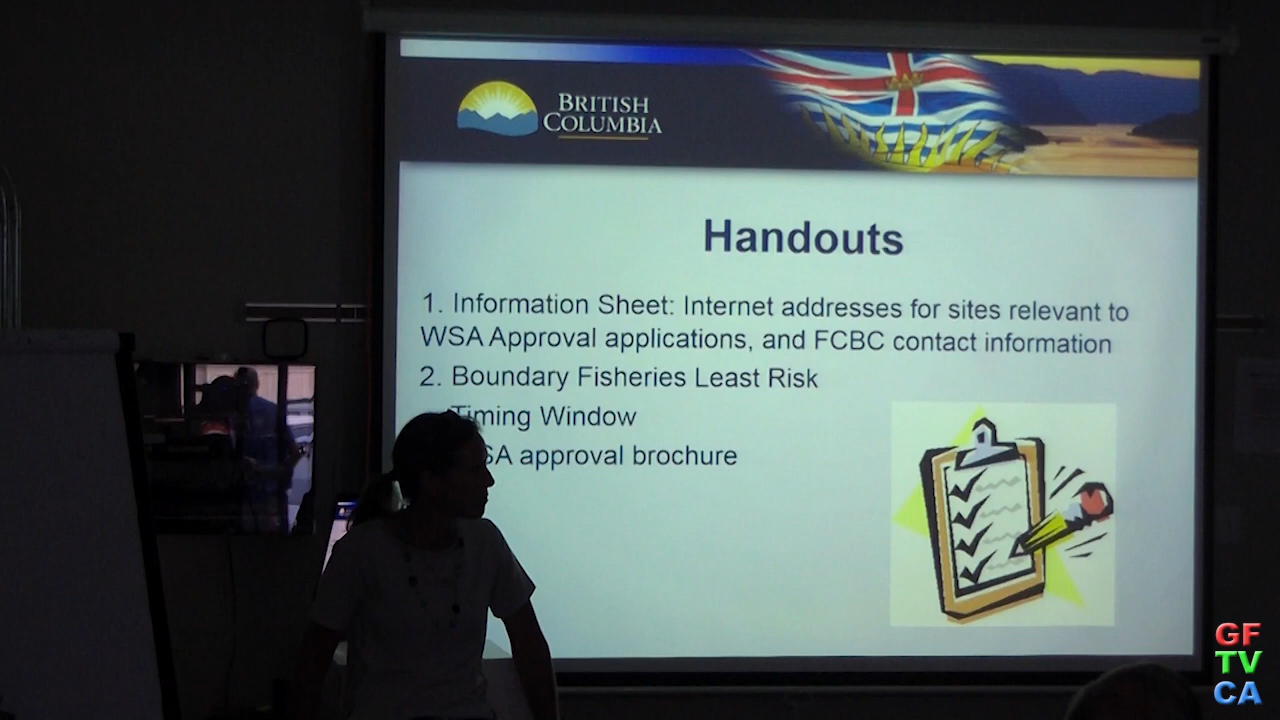 BRITISH
COLUMBIA
Handouts
1. Information Sheet: Internet addresses for sites relevant to
WSA Approval applications, and FCBC contact information
2. Boundary Fisheries Least Risk
Timing Window
SA approval brochure
GF
TV
CA